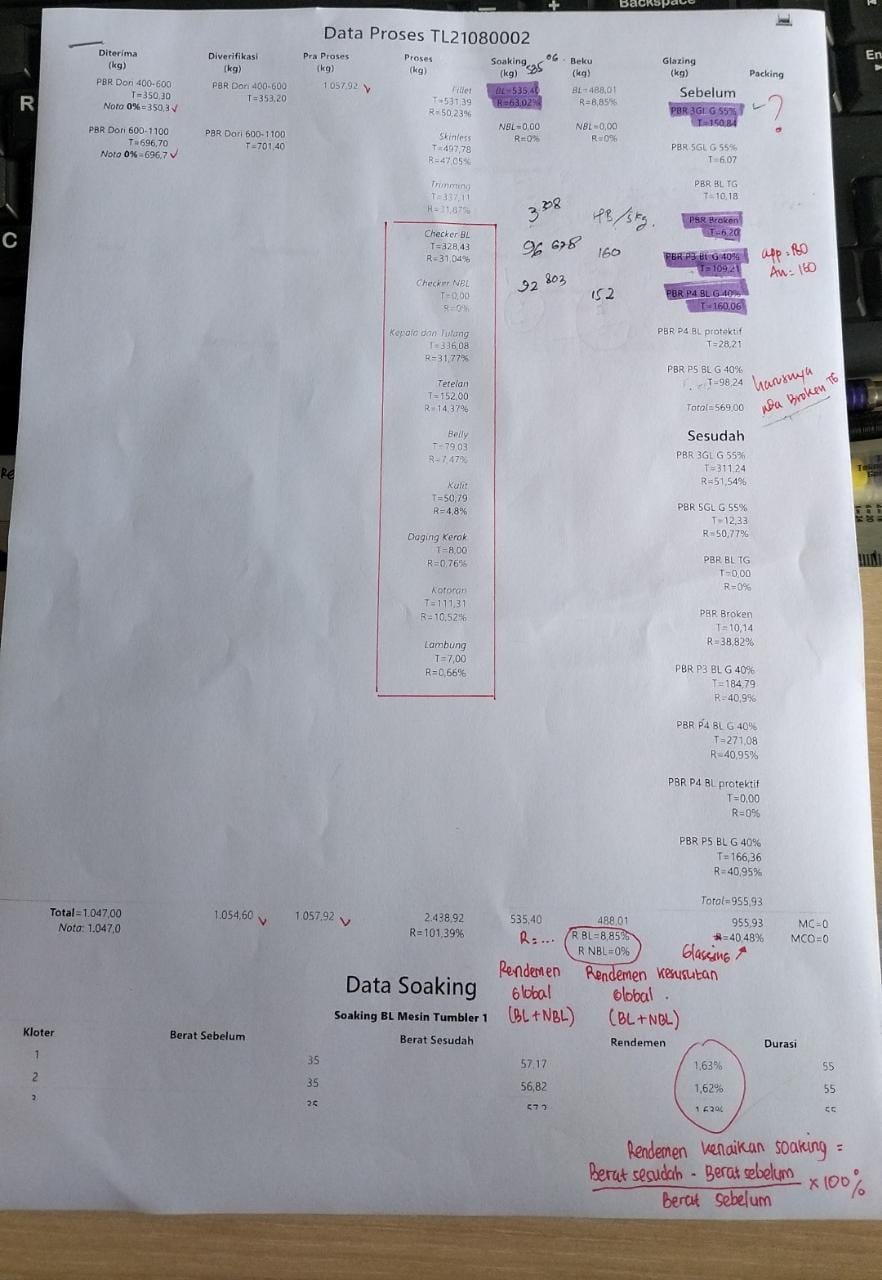 Backspace
En
R
C
Data Proses TL21080002
Diterima
(kg)
PBR Dori 400-600
T=350,30
Nota 0%=350,3
PBR Dori 600-1100
T=696,70
Nota 0%=696,7
Diverifikasi
(kg)
PBR Dori 400-600
T=353,20
PBR Dori 600-1100
T=701,40
Pra Proses
(kg)
1.057,92
Proses
(kg)
Fillet
T=531,39
R=50,23%
Skinless
T=497,78
R=47,05%
Trimming
T=337,11
R=31,87%
Checker BL
T=328,43
R=31,04%
Checker NBL
T=0,00
R=0%
Kepala dan Tulang
T=336,08
R=31,77%
Tetelan
T=152,00
R=14,37%
Belly
T=79,03
R=7,47%
Kulit
T=50,79
R=4,8%
Daging Kerok
T=8,00
R=0,76%
Kotoran
T=111,31
R=10,52%
Lambung
T=7,00
R=0,66%
Soaking
(kg)
535 06
BL=535,40
R=63,02%
NBL=0,00
R=0%
3 308
96 678
92 803
Beku
(kg)
BL=488,01
R=8,85%
NBL=0,00
R=0%
/5kg.
160
152
Glazing
(kg)
Sebelum
PBR 3GL G 55%
T=150,84
?
PBR 5GL G 55%
T=6,07
PBR BL TG
T=10,18
PBR Broken
T=6,20
PBR P3 BL G 40%
T=109,21
app = 180
An = 160
PBR P4 BL G 40%
T=160,06
PBR P4 BL protektif
T=28,21
PBR P5 BL G 40%
T=98,24
harusnya
ada Broken TG
Total=569,00
Sesudah
PBR 3GL G 55%
T=311,24
R=51,54%
PBR 5GL G 55%
T=12,33
R=50,77%
PBR BL TG
T=0,00
R=0%
PBR Broken
T=10,14
R=38,82%
PBR P3 BL G 40%
T=184,79
R=40,9%
PBR P4 BL G 40%
T=271,08
R=40,95%
PBR P4 BL protektif
T=0,00
R=0%
PBR P5 BL G 40%
T=166,36
R=40,95%
Total=955,93
Packing
Total=1.047,00 1.054,60 1.057,92 2.438,92 535,40 488,01 955,93 MC=0
Nota: 1.047,0 R=101,39% R=... R BL=8,85% R=40,48% MCO=0
R NBL=0%
Glassing
Rendemen
Global
(BL+NBL)
Rendemen kesusutan
Global.
(BL+NBL)
Data Soaking
Soaking BL Mesin Tumbler 1
Kloter Berat Sebelum Berat Sesudah Rendemen Durasi
1 35 57,17 1,63% 55
2 35 56,82 1,62% 55
Rendemen kenaikan soaking =
Berat sesudah - Berat sebelum × 100%
Berat sebelum